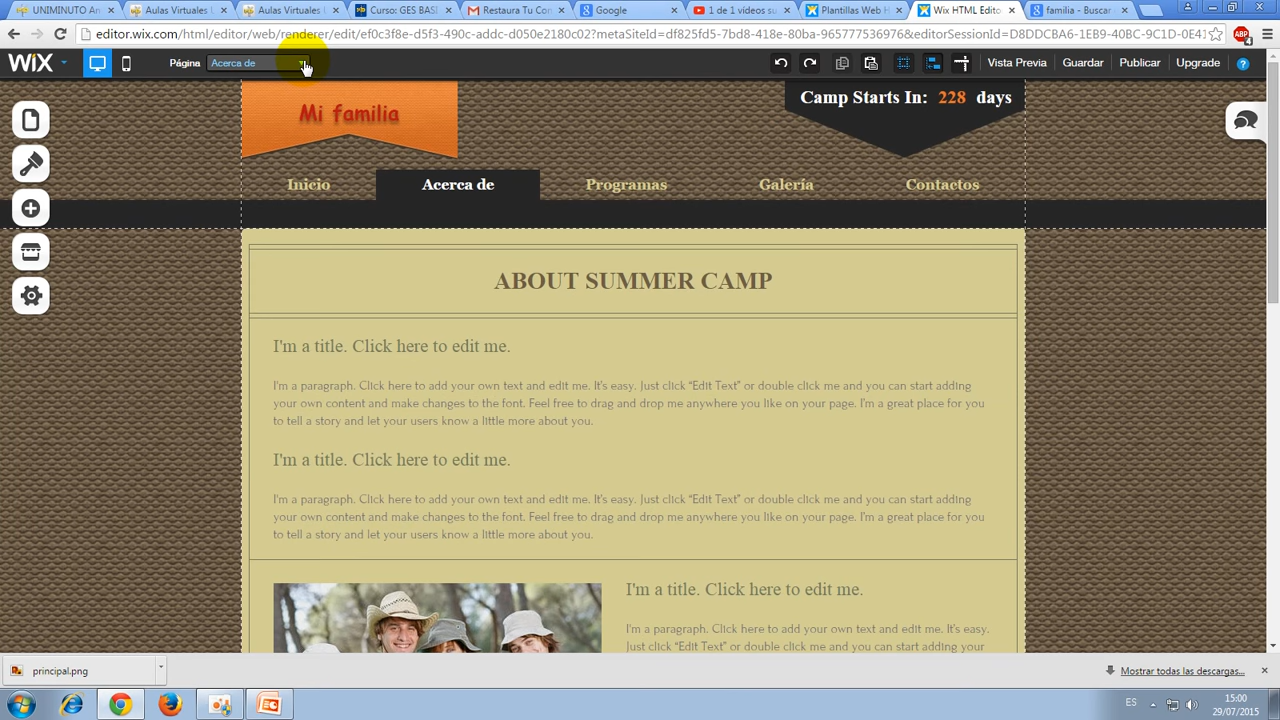 UNIMINUTO An
Aulas Virtuales
Aulas Virtuales
Curso: GES BASI
Restaura Tu Con
Google
1 de 1 vídeos su
Plantillas Web H
Wix HTML Edito
familia - Buscar
editor.wix.com/html/editor/web/renderer/edit/ef0c3f8e-d5f3-490c-addc-d050c218fc02?metaSiteId=df825fd5-7bd8-418e-80ba-965777536976&editorSessionId=D8DDCBA6-1EB9-40BC-9E0E-0E41
ABP
4
WiX
Página
Acerca de
Vista Previa
Guardar
Publicar
Upgrade
?
Mi familia
Camp Starts In: 228 days
Inicio
Acerca de
Programas
Galería
Contactos
ABOUT SUMMER CAMP
I'm a title. Click here to edit me.
I'm a paragraph. Click here to add your own text and edit me. It's easy. Just click “Edit Text” or double click me and you can start adding
your own content and make changes to the font. Feel free to drag and drop me anywhere you like on your page. I'm a great place for you
to tell a story and let your users know a little more about you.
I'm a title. Click here to edit me.
I'm a paragraph. Click here to add your own text and edit me. It's easy. Just click “Edit Text” or double click me and you can start adding
your own content and make changes to the font. Feel free to drag and drop me anywhere you like on your page. I'm a great place for you
to tell a story and let your users know a little more about you.
I'm a title. Click here to edit me.
I'm a paragraph. Click here to add your own text and edit me. It's easy.
Just click “Edit Text” or double click me and you can start adding your
principal.png
Mostrar todas las descargas...
ES
15:00
29/07/2015